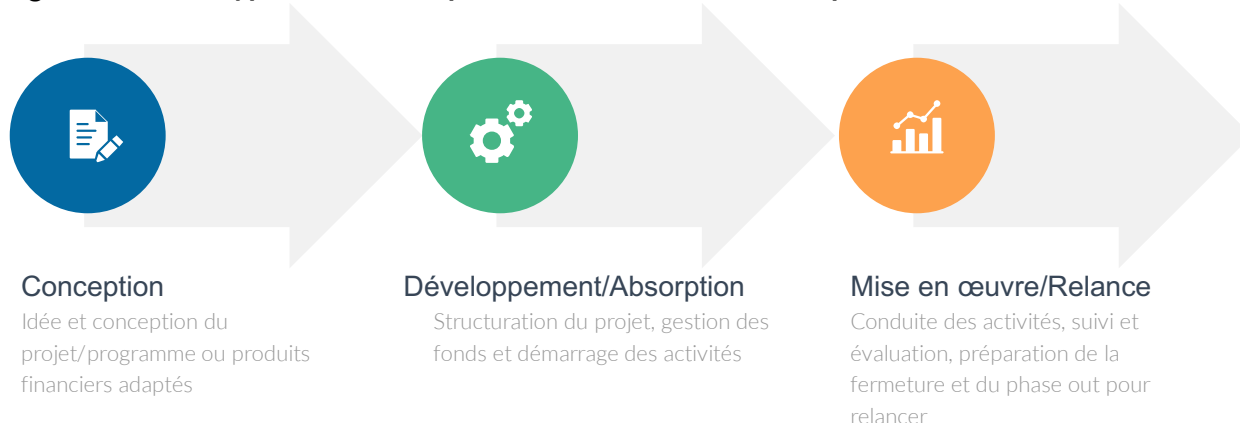 Conception
Idée et conception du
projet/programme ou produits
financiers adaptés
Développement/Absorption
Structuration du projet, gestion des
fonds et démarrage des activités
Mise en œuvre/Relance
Conduite des activités, suivi et
évaluation, préparation de la
fermeture et du phase out pour
relancer